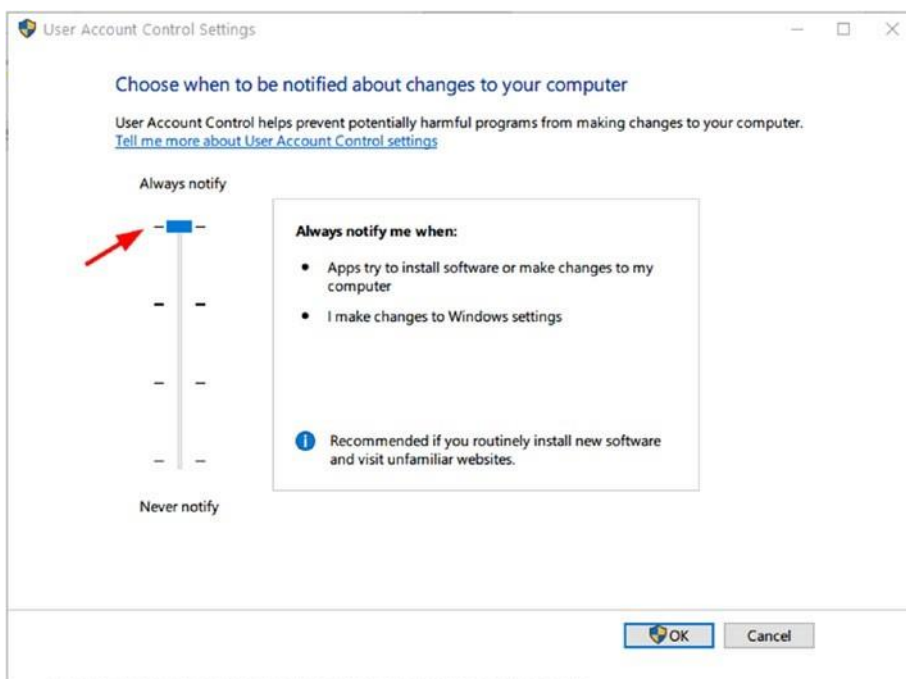 User Account Control Settings
Choose when to be notified about changes to your computer
User Account Control helps prevent potentially harmful programs from making changes to your computer.
Tell me more about User Account Control settings
Always notify
Always notify me when:
Apps try to install software or make changes to my
computer
I make changes to Windows settings
Recommended if you routinely install new software
and visit unfamiliar websites.
Never notify
OK
Cancel